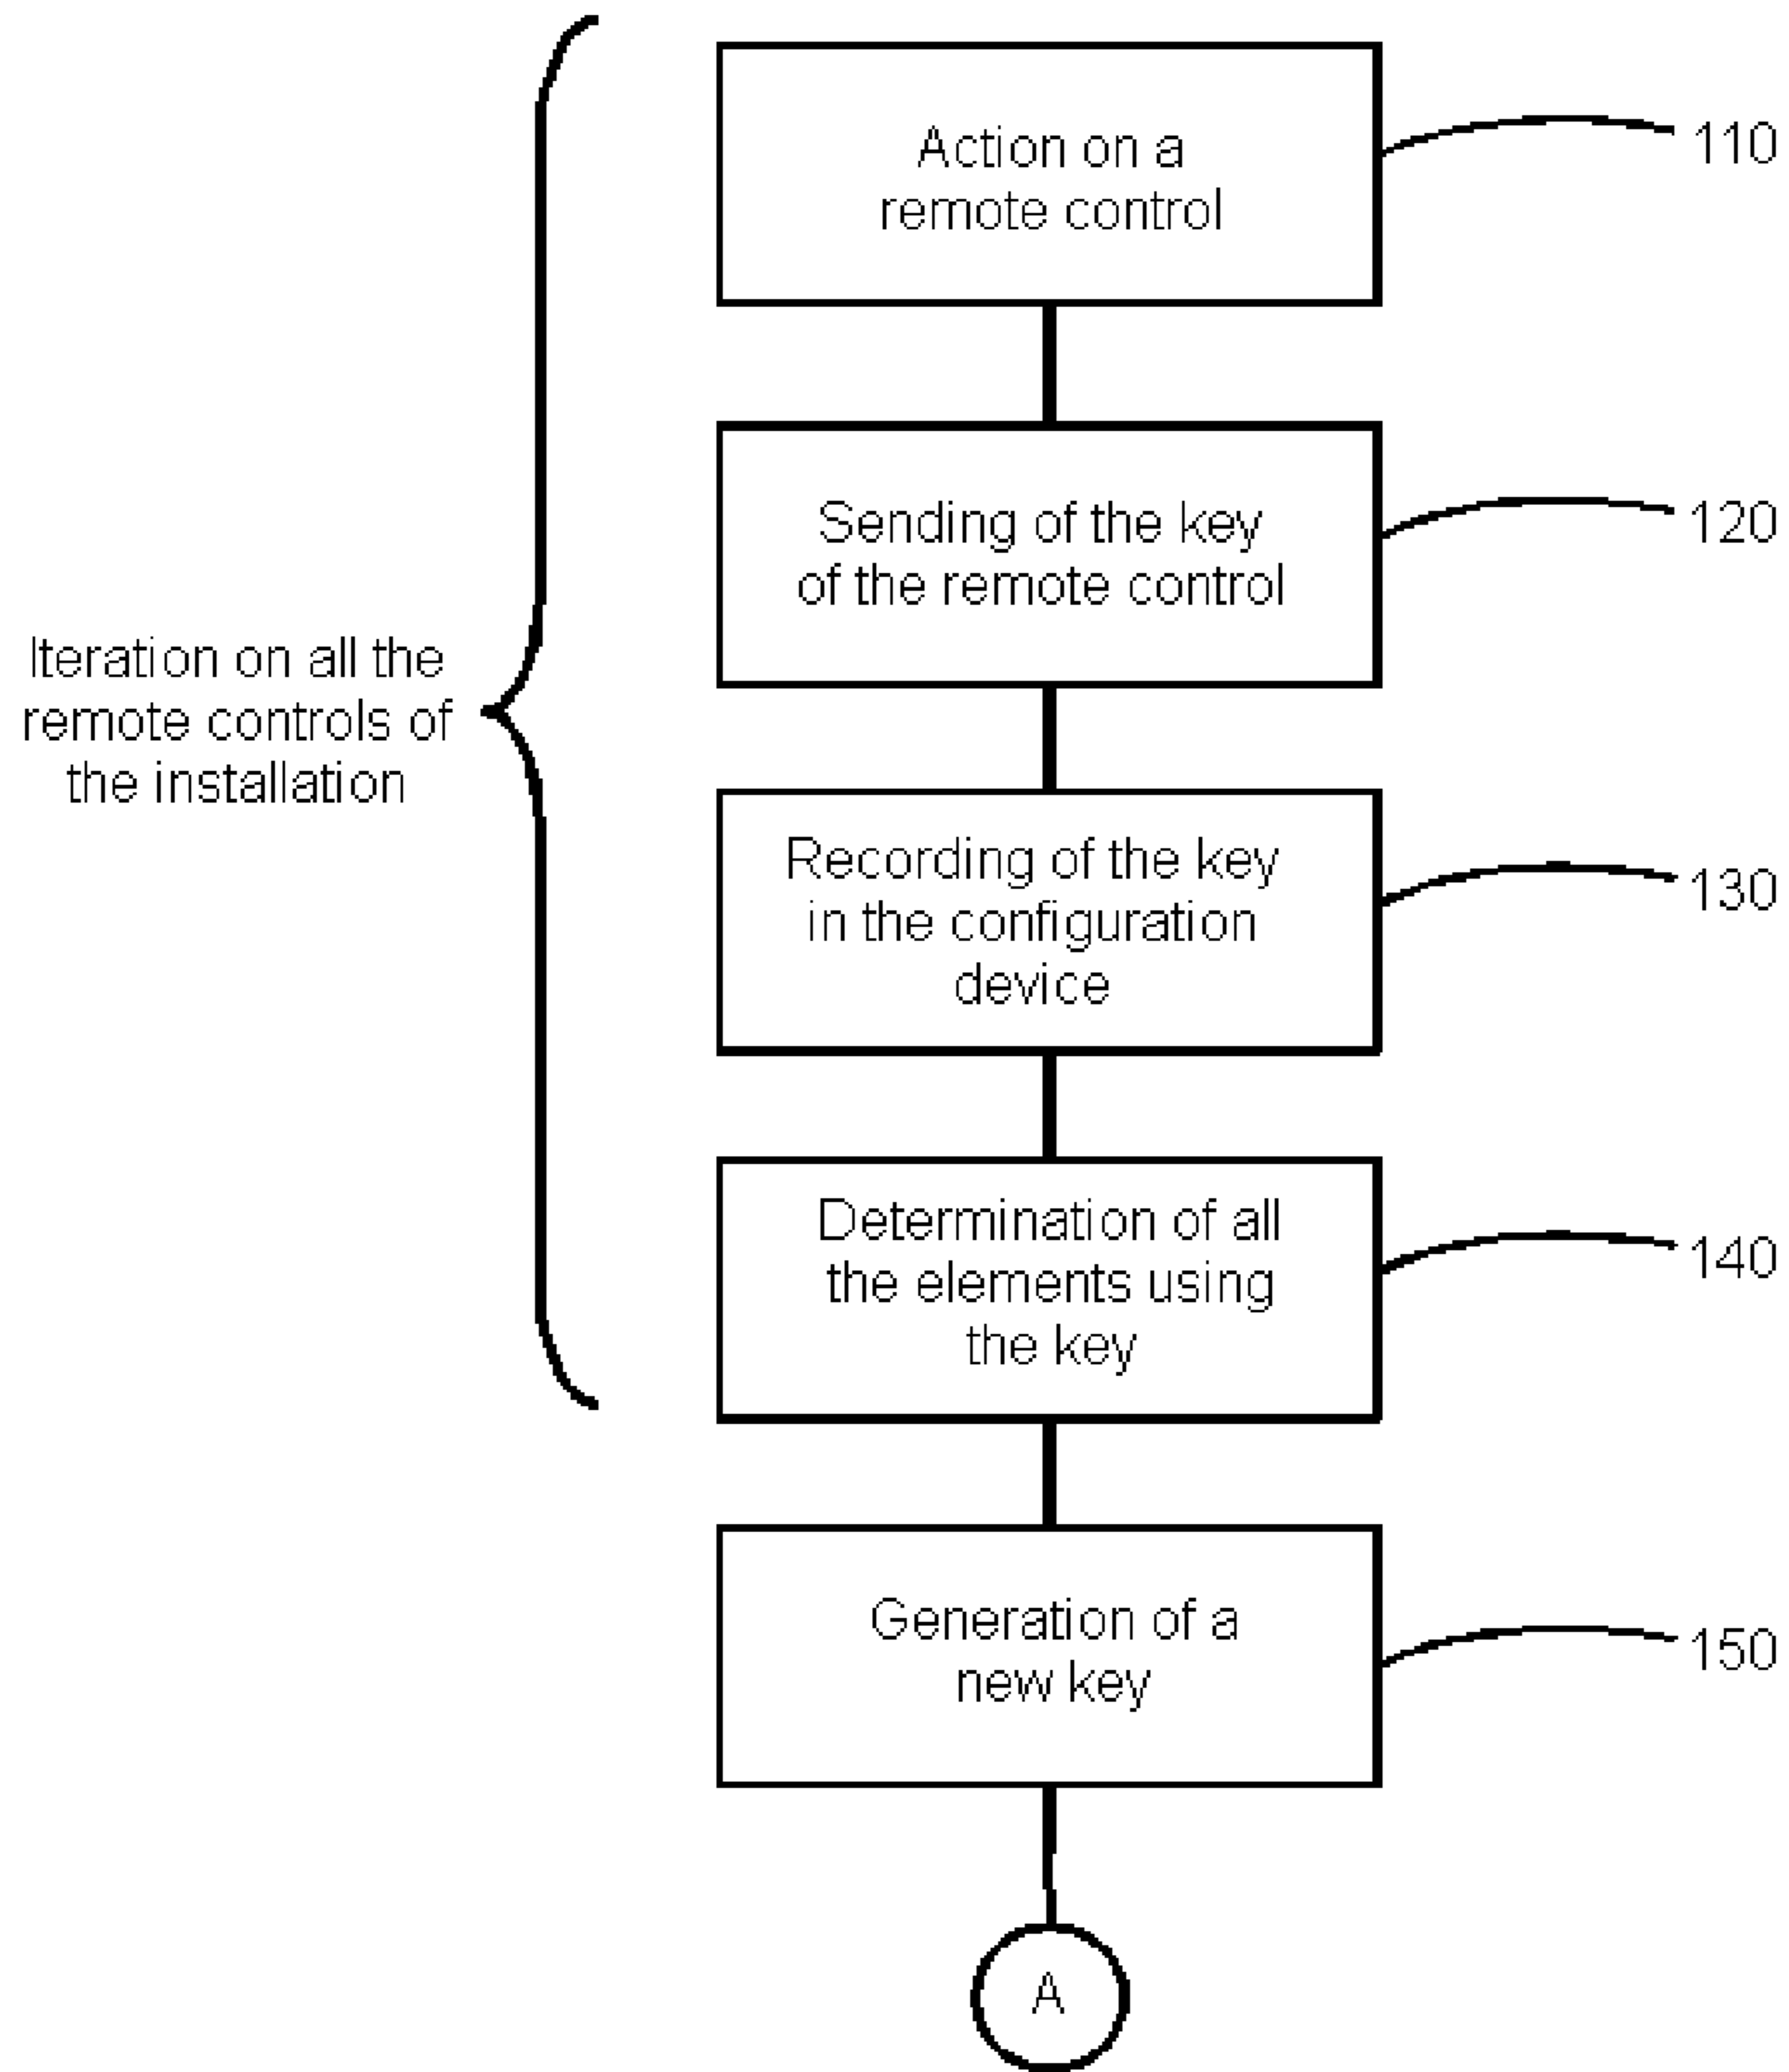 Action on a
remote control
110
Sending of the key
of the remote control
120
Iteration on all the
remote controls of
the installation
Recording of the key
in the configuration
device
130
Determination of all
the elements using
the key
140
Generation of a
new key
150
A